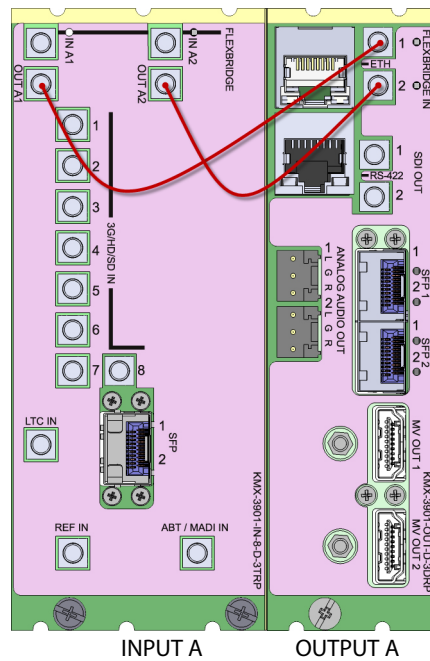 IN A1
IN A2
FLEXBRIDGE
OUT A1
OUT A2
1
2
3
4
5
6
7
8
3G/HD/SD IN
LTC IN
1
2
SFP
REF IN
ABT / MADI IN
KMX-3901-IN-8-D-3TRP
INPUT A
1
2
FLEXBRIDGE IN
ETH
1
2
SDI OUT
RS-422
1
L G R
2
L G R
ANALOG AUDIO OUT
1
2
SFP 1
1
2
SFP 2
MV OUT 1
MV OUT 2
KMX-3901-OUT-D-3DRP
OUTPUT A